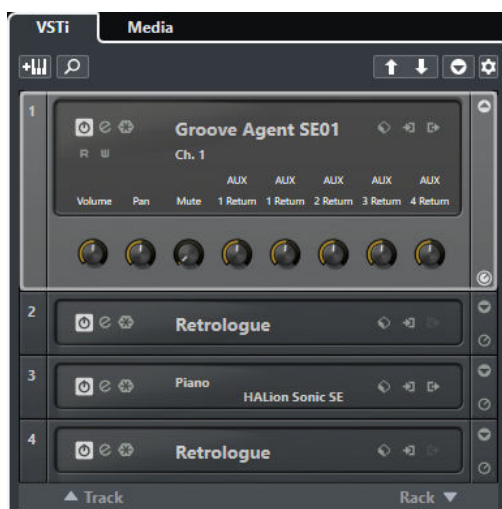 VSTi Media
1
Groove Agent SE01
R W
Ch. 1
AUX AUX AUX AUX AUX
Volume Pan Mute 1 Return 1 Return 2 Return 3 Return 4 Return
2
Retrologue
3
Piano
HALion Sonic SE
4
Retrologue
Track Rack